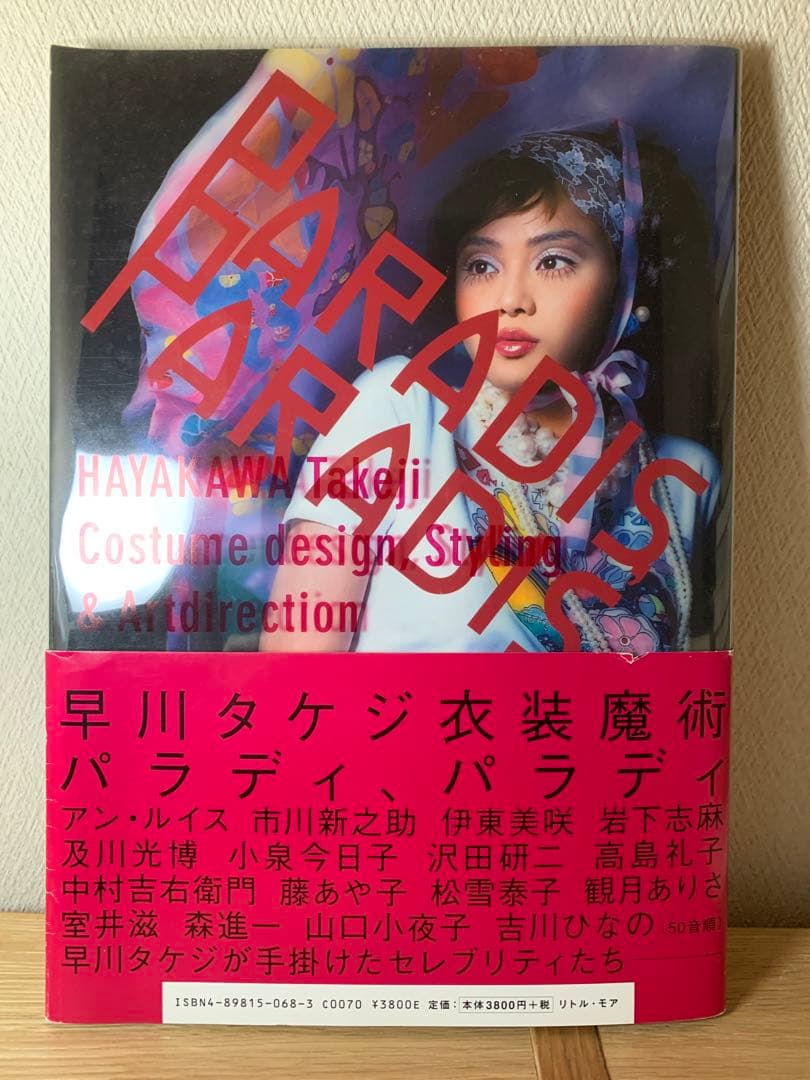 PARADIS,
PARADIS
HAYAKAWA Takeji
Costume design, Styling
& Artdirection
早川タケジ衣装魔術
パラディ、パラディ
アン・ルイス 市川新之助 伊東美咲 岩下志麻
及川光博 小泉今日子 沢田研二 高島礼子
中村吉右衛門 藤あや子 松雪泰子 観月ありさ
室井滋 森進一 山口小夜子 吉川ひなの [50音順]
早川タケジが手掛けたセレブリティたち――
ISBN4-89815-068-3 C0070 ¥3800E 定価:本体3800円+税 リトル・モア